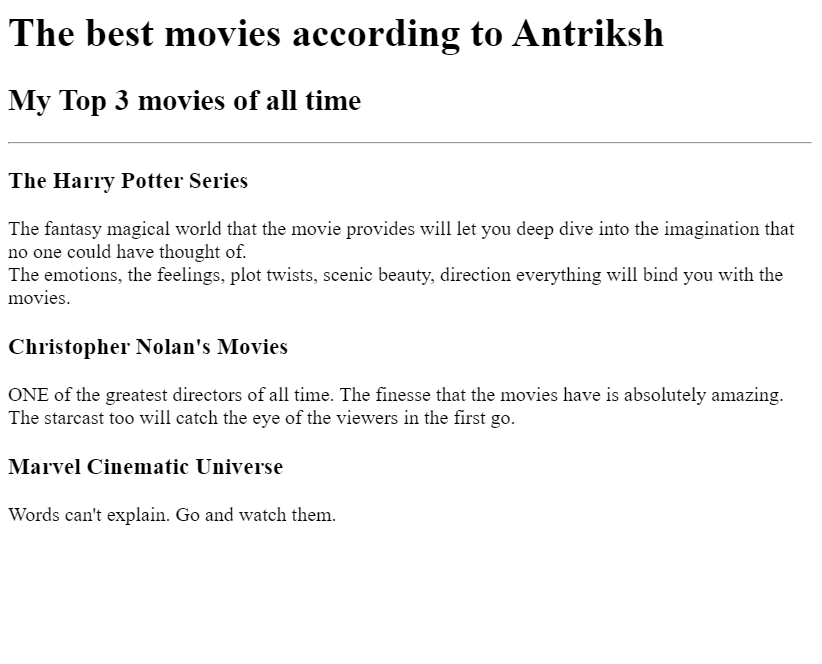 The best movies according to Antriksh
My Top 3 movies of all time
The Harry Potter Series
The fantasy magical world that the movie provides will let you deep dive into the imagination that
no one could have thought of.
The emotions, the feelings, plot twists, scenic beauty, direction everything will bind you with the
movies.
Christopher Nolan's Movies
ONE of the greatest directors of all time. The finesse that the movies have is absolutely amazing.
The starcast too will catch the eye of the viewers in the first go.
Marvel Cinematic Universe
Words can't explain. Go and watch them.